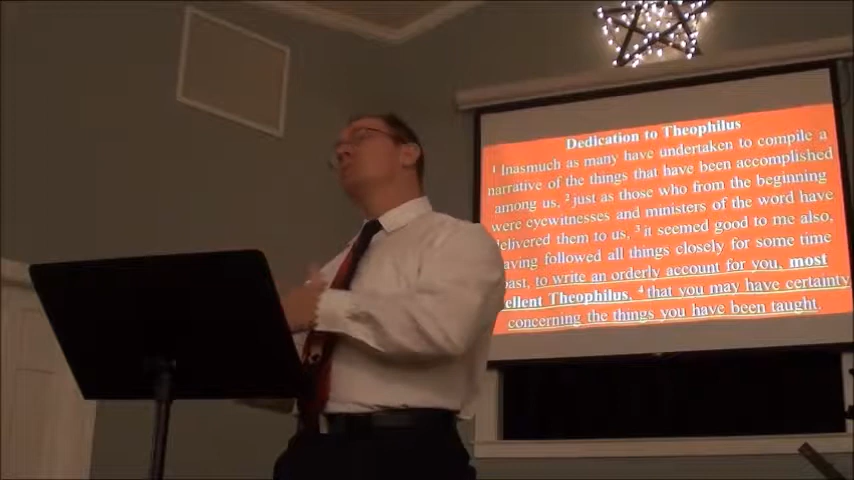 Dedication to Theophilus
1 Inasmuch as many have undertaken to compile a
narrative of the things that have been accomplished
among us, 2 just as those who from the beginning
were eyewitnesses and ministers of the word have
delivered them to us, 3 it seemed good to me also,
having followed all things closely for some time
past, to write an orderly account for you, most
excellent Theophilus, 4 that you may have certainty
concerning the things you have been taught.